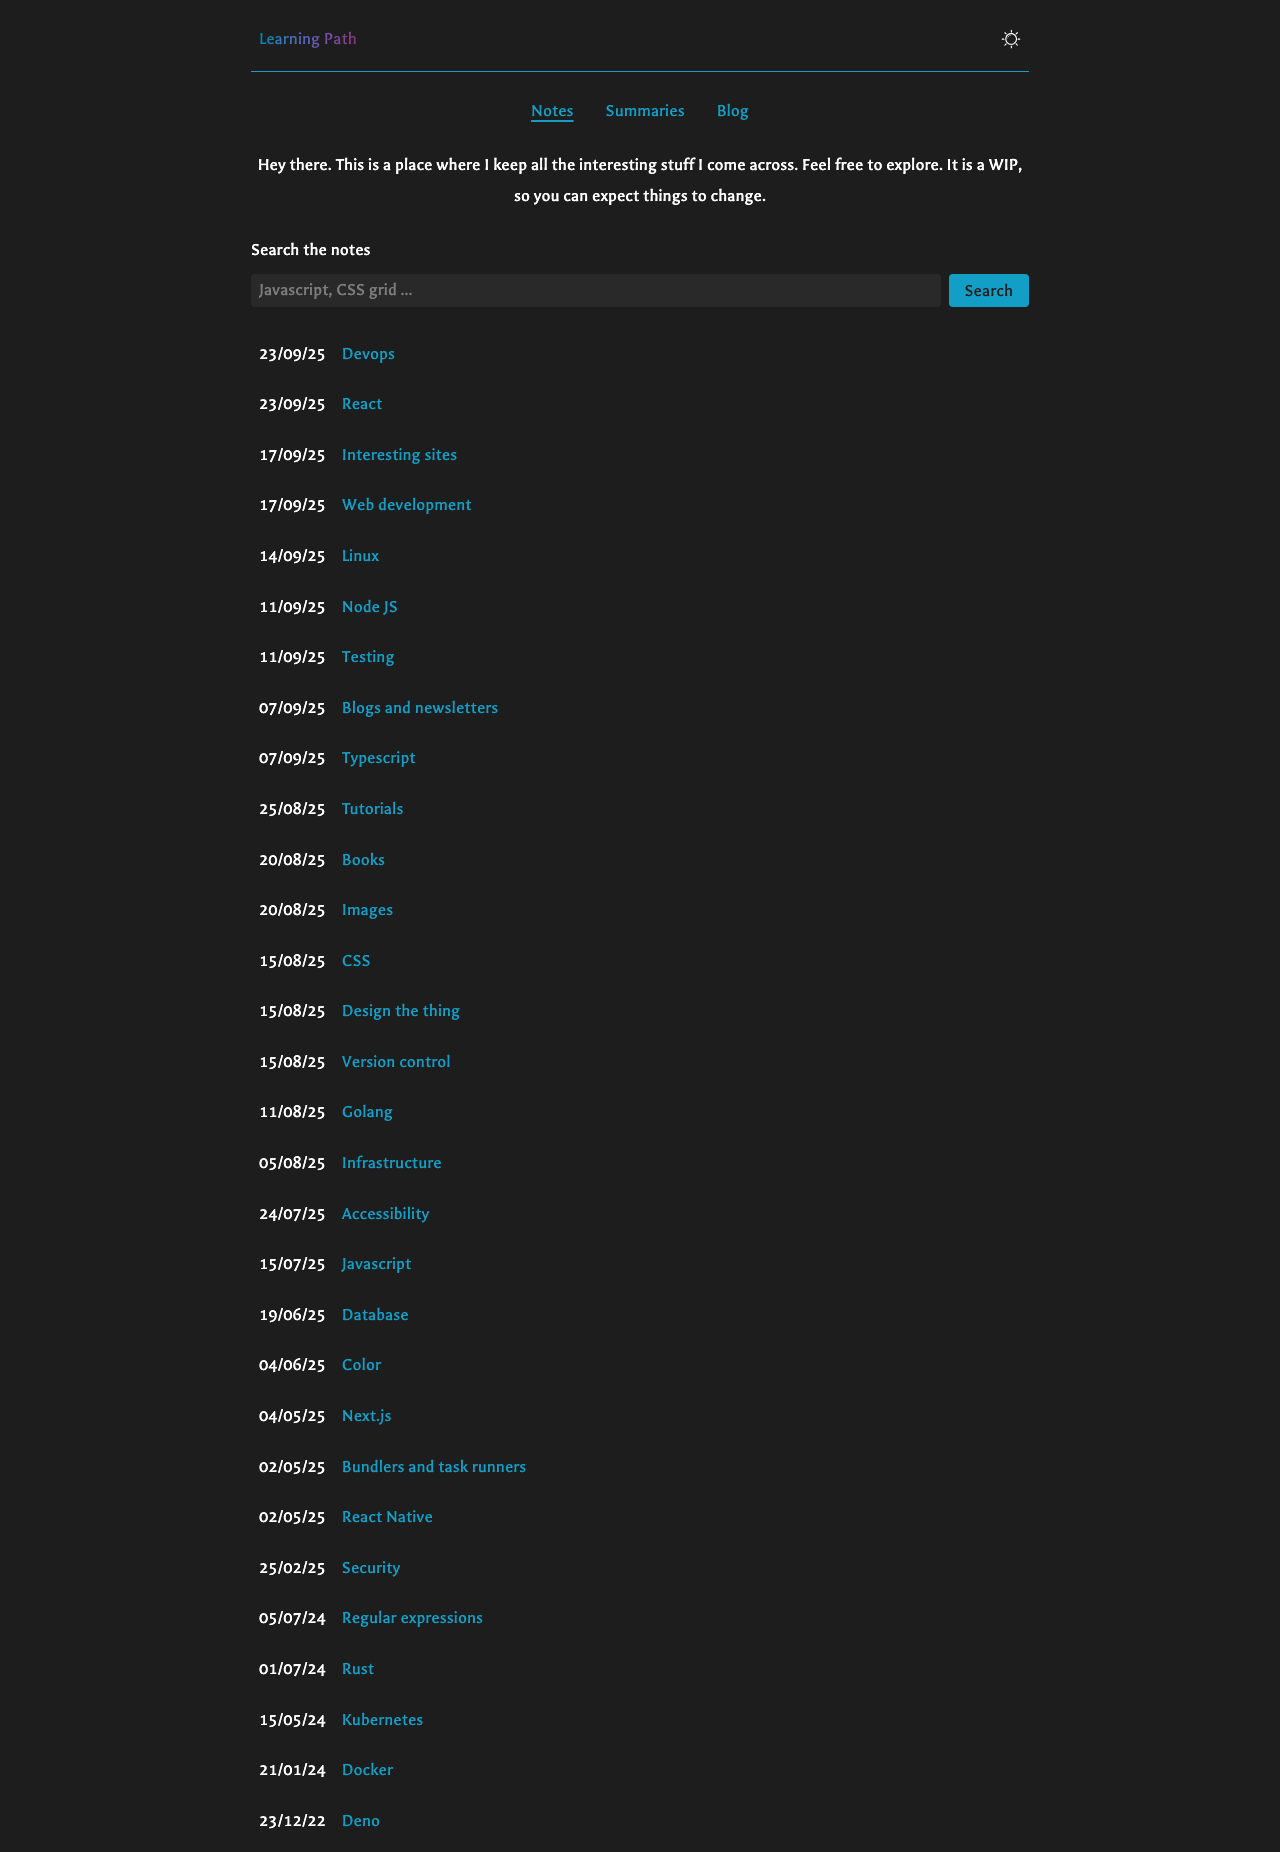 Learning Path
Notes Summaries Blog
Hey there. This is a place where I keep all the interesting stuff I come across. Feel free to explore. It is a WIP,
so you can expect things to change.
Search the notes
Javascript, CSS grid ... Search
23/09/25 Devops
23/09/25 React
17/09/25 Interesting sites
17/09/25 Web development
14/09/25 Linux
11/09/25 Node JS
11/09/25 Testing
07/09/25 Blogs and newsletters
07/09/25 Typescript
25/08/25 Tutorials
20/08/25 Books
20/08/25 Images
15/08/25 CSS
15/08/25 Design the thing
15/08/25 Version control
11/08/25 Golang
05/08/25 Infrastructure
24/07/25 Accessibility
15/07/25 Javascript
19/06/25 Database
04/06/25 Color
04/05/25 Next.js
02/05/25 Bundlers and task runners
02/05/25 React Native
25/02/25 Security
05/07/24 Regular expressions
01/07/24 Rust
15/05/24 Kubernetes
21/01/24 Docker
23/12/22 Deno